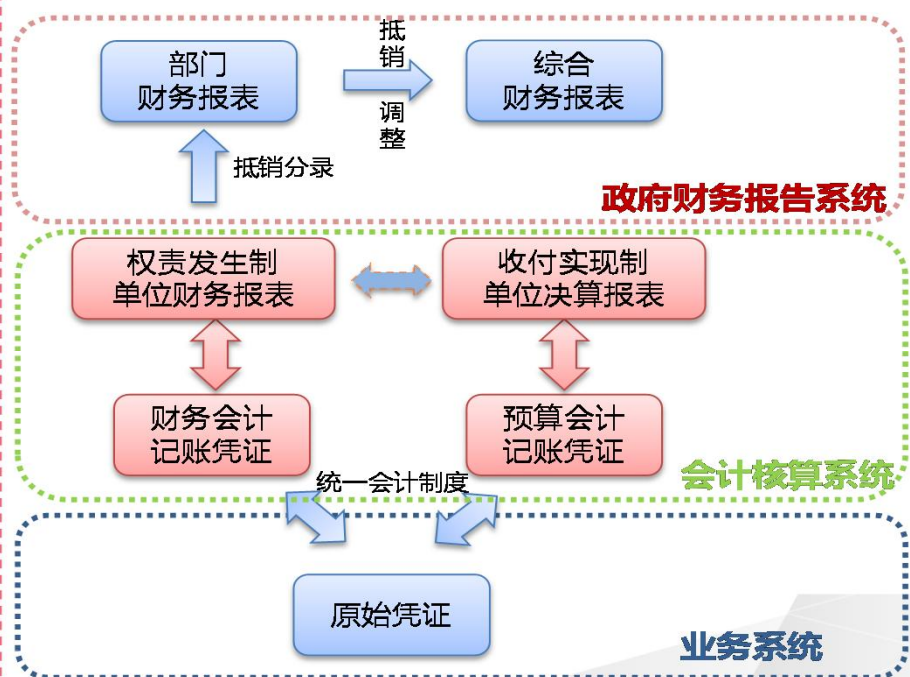 部门
财务报表
抵
销
调
整
综合
财务报表
抵销分录
政府财务报告系统
权责发生制
单位财务报表
收付实现制
单位决算报表
财务会计
记账凭证
预算会计
记账凭证
会计核算系统
统一会计制度
原始凭证
业务系统